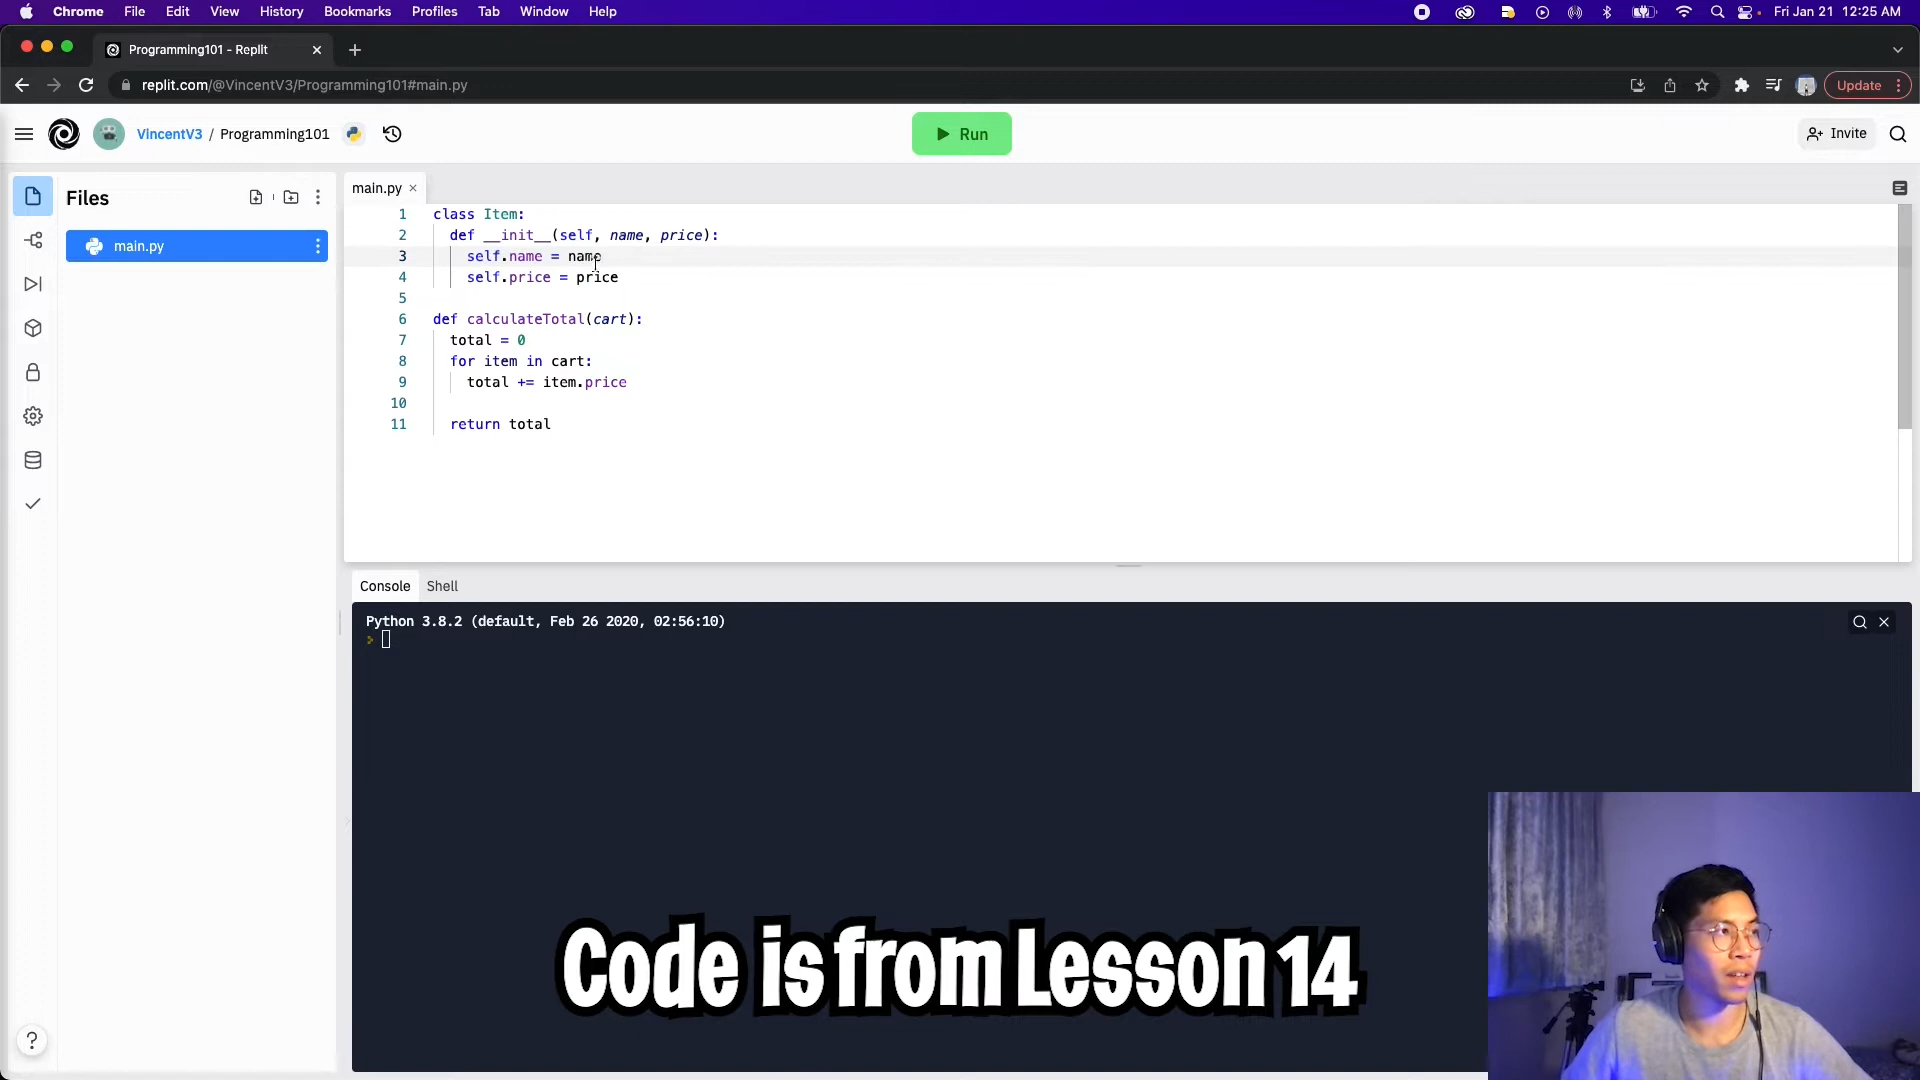 Chrome File Edit View History Bookmarks Profiles Tab Window Help Fri Jan 21 12:25 AM
Programming101 - Replit
replit.com/@VincentV3/Programming101#main.py Update
VincentV3 / Programming101 Run Invite
Files main.py
main.py
1 class Item:
2 def __init__(self, name, price):
3 self.name = name
4 self.price = price
5
6 def calculateTotal(cart):
7 total = 0
8 for item in cart:
9 total += item.price
10
11 return total
Console Shell
Python 3.8.2 (default, Feb 26 2020, 02:56:10)
Code is from Lesson 14
?